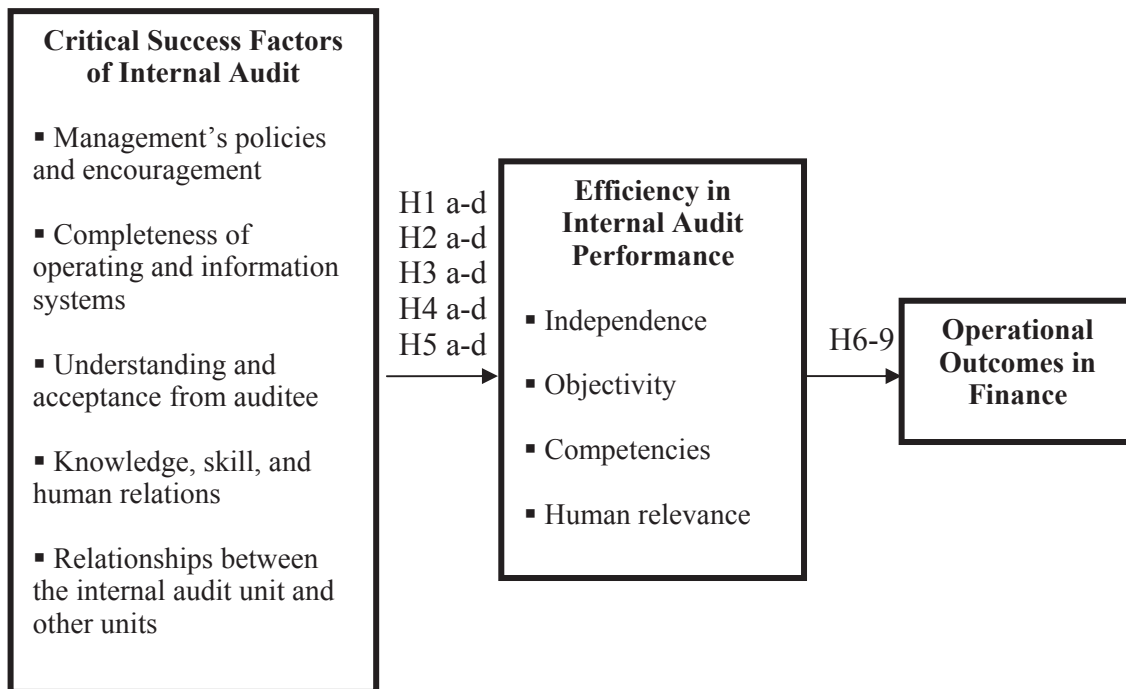 Critical Success Factors
of Internal Audit
▪ Management’s policies
and encouragement
▪ Completeness of
operating and information
systems
▪ Understanding and
acceptance from auditee
▪ Knowledge, skill, and
human relations
▪ Relationships between
the internal audit unit and
other units
H1 a-d
H2 a-d
H3 a-d
H4 a-d
H5 a-d
Efficiency in
Internal Audit
Performance
▪ Independence
▪ Objectivity
▪ Competencies
▪ Human relevance
H6-9
Operational
Outcomes in
Finance